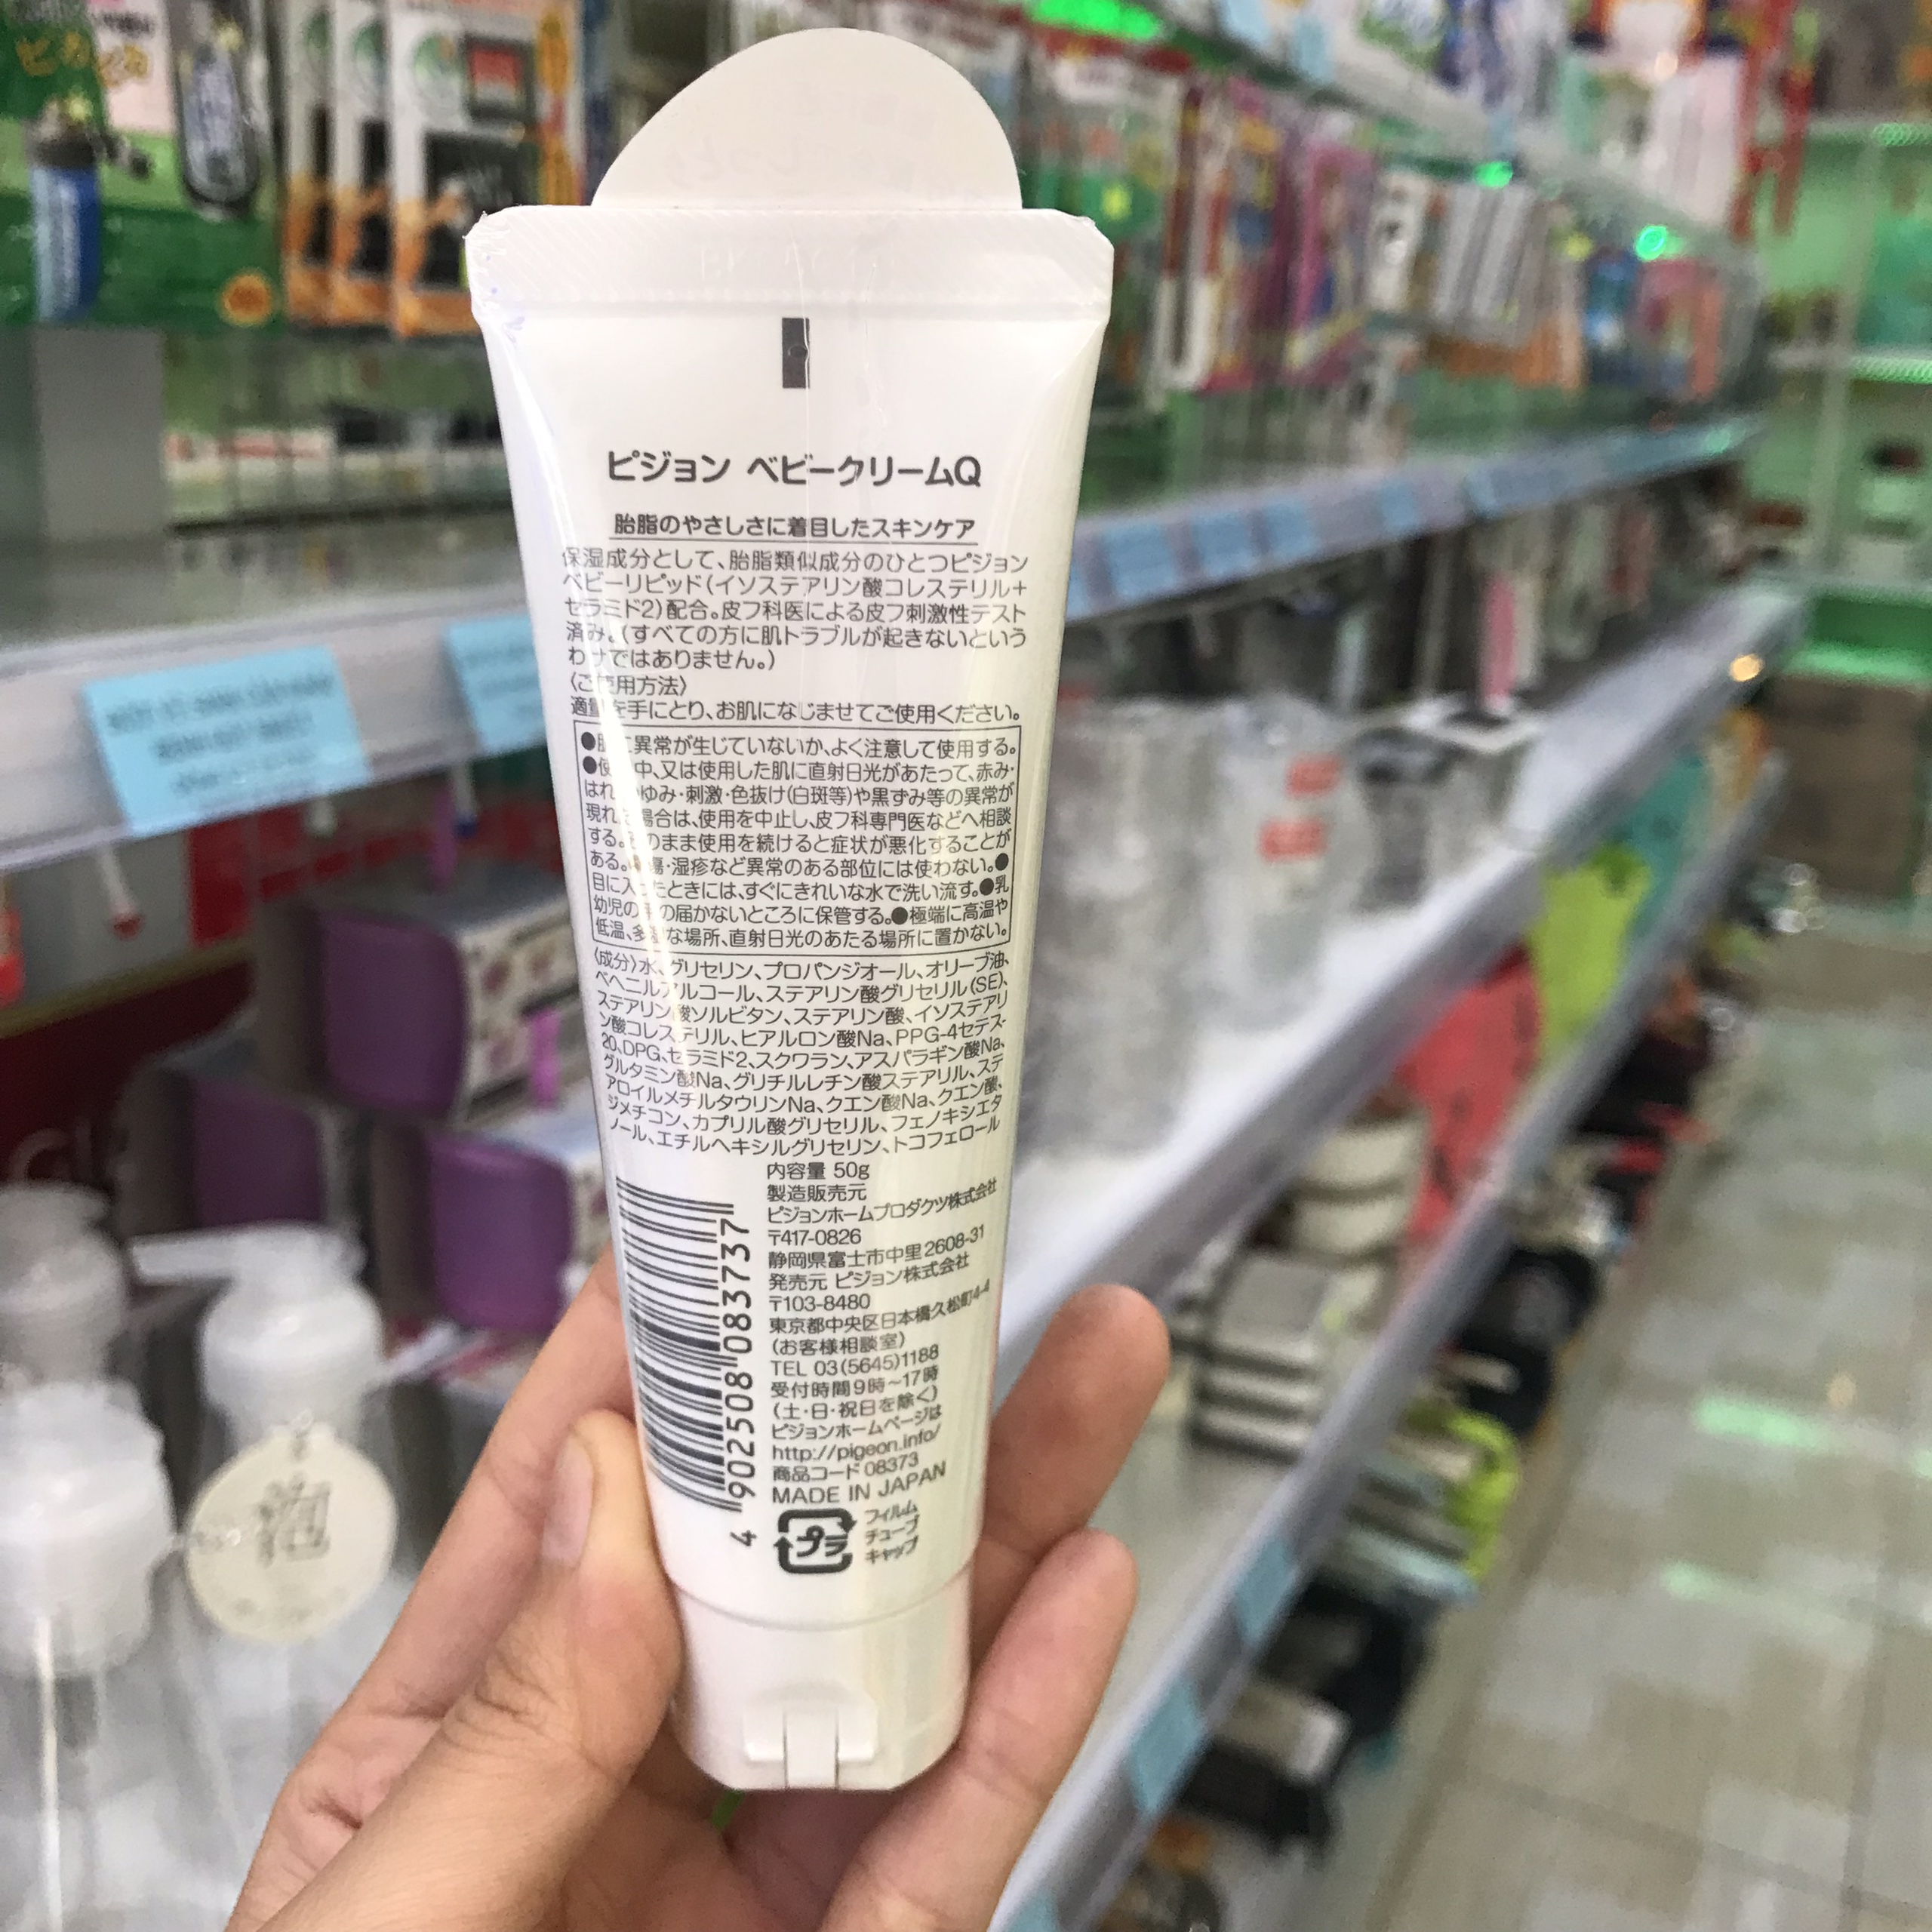 ピジョン ベビークリームQ
胎脂のやさしさに着目したスキンケア
保湿成分として、胎脂類似成分のひとつピジョン
ベビーリピッド(イソステアリン酸コレステリル+
セラミド2)配合。皮フ科医による皮フ刺激性テスト
済み。(すべての方に肌トラブルが起きないという
わけではありません。)
〈ご使用方法〉
適量を手にとり、お肌になじませてご使用ください。
●肌に異常が生じていないか、よく注意して使用する。
●使用中、又は使用した肌に直射日光があたって、赤み・
はれ・かゆみ・刺激・色抜け(白斑等)や黒ずみ等の異常が
現れた場合は、使用を中止し、皮フ科専門医などへ相談
する。そのまま使用を続けると症状が悪化することが
ある。●傷・湿疹など異常のある部位には使わない。●
目に入ったときには、すぐにきれいな水で洗い流す。●乳
幼児の手の届かないところに保管する。●極端に高温や
低温、多湿な場所、直射日光のあたる場所に置かない。
〈成分〉水、グリセリン、プロパンジオール、オリーブ油、
ベヘニルアルコール、ステアリン酸グリセリル(SE)、
ステアリン酸ソルビタン、ステアリン酸、イソステアリ
ン酸コレステリル、ヒアルロン酸Na、PPG-4セテス-
20、DPG、セラミド2、スクワラン、アスパラギン酸Na、
グルタミン酸Na、グリチルレチン酸ステアリル、ステ
アロイルメチルタウリンNa、クエン酸Na、クエン酸、
ジメチコン、カプリル酸グリセリル、フェノキシエタ
ノール、エチルヘキシルグリセリン、トコフェロール
内容量 50g
製造販売元
ピジョンホームプロダクツ株式会社
〒417-0826
静岡県富士市中里2608-31
発売元 ピジョン株式会社
〒103-8480
東京都中央区日本橋久松町4-4
(お客様相談室)
TEL 03(5645)1188
受付時間9時~17時
(土・日・祝日を除く)
ピジョンホームページは
http://pigeon.info/
商品コード 08373
MADE IN JAPAN
プラ
フィルム
チューブ
キャップ
4 902508 083737